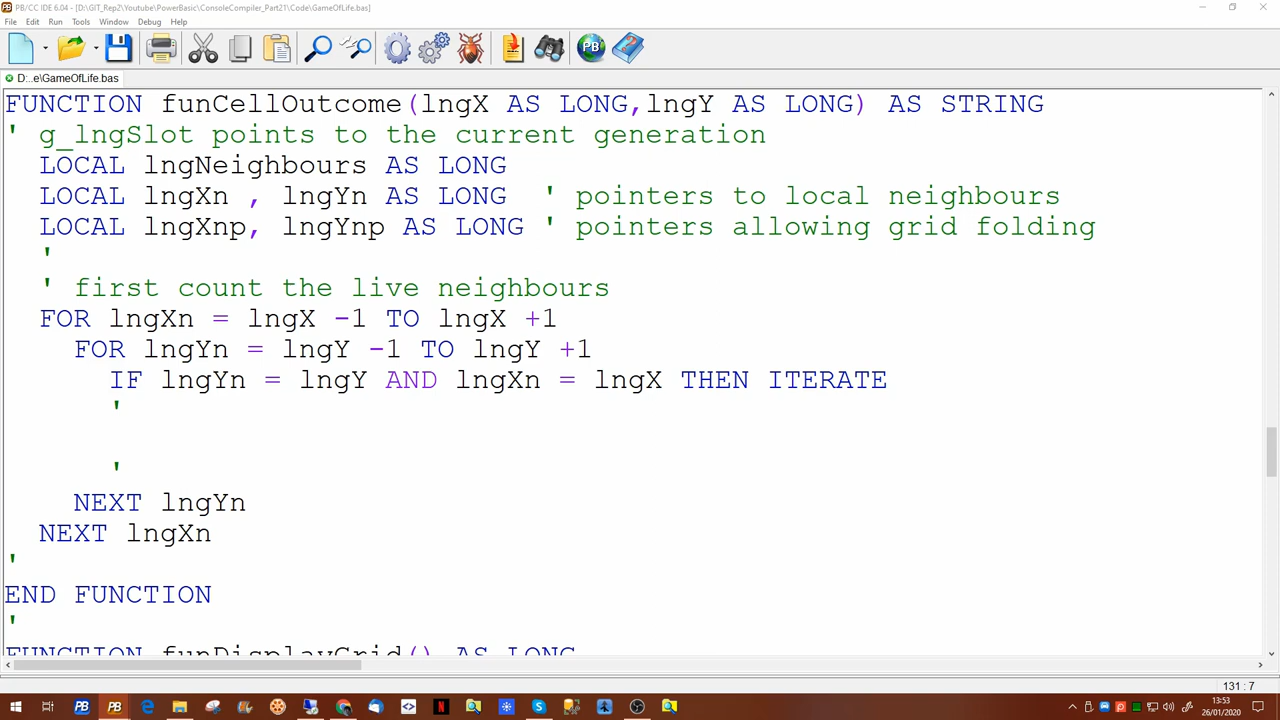 PB/CC IDE 6.04 - [D:\GIT_Rep2\Youtube\PowerBasic\ConsoleCompiler_Part21\Code\GameOfLife.bas]
File Edit Run Tools Window Debug Help
D:..e\GameOfLife.bas
FUNCTION funCellOutcome(lngX AS LONG,lngY AS LONG) AS STRING
' g_lngSlot points to the current generation
LOCAL lngNeighbours AS LONG
LOCAL lngXn , lngYn AS LONG ' pointers to local neighbours
LOCAL lngXnp, lngYnp AS LONG ' pointers allowing grid folding
'
' first count the live neighbours
FOR lngXn = lngX -1 TO lngX +1
FOR lngYn = lngY -1 TO lngY +1
IF lngYn = lngY AND lngXn = lngX THEN ITERATE
'
'
NEXT lngYn
NEXT lngXn
'
END FUNCTION
'
FUNCTION funDisplayGrid() AS LONG
131 : 7
13:53
26/01/2020